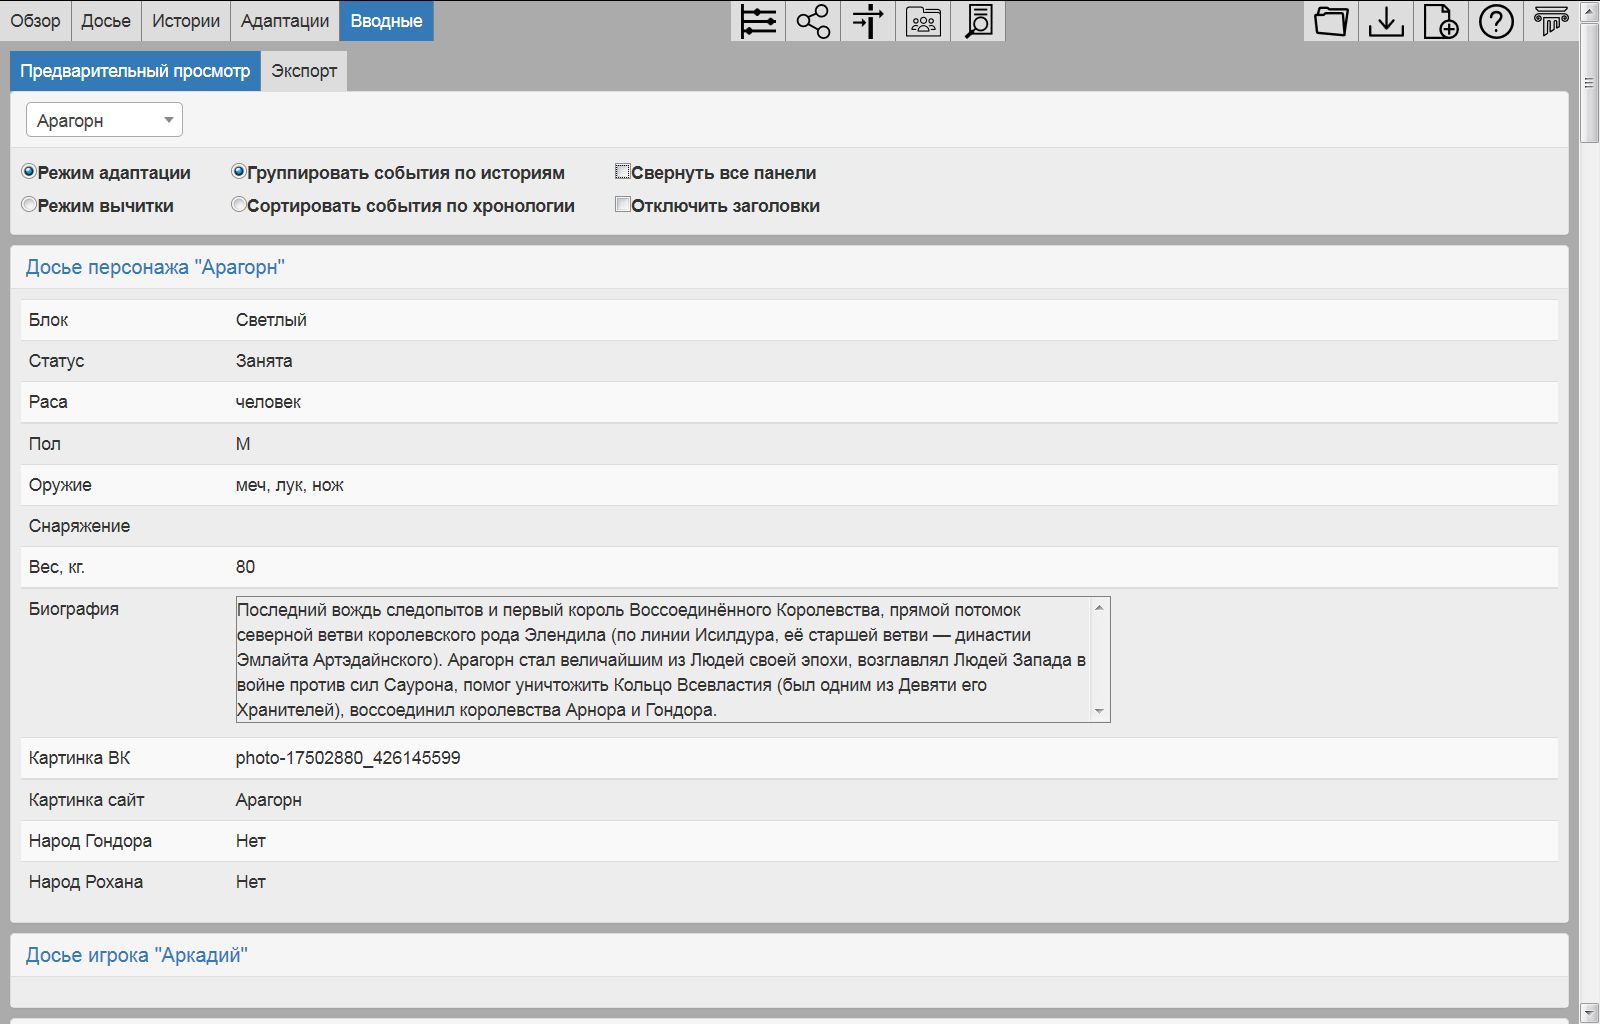 Обзор Досье Истории Адаптации Вводные
Предварительный просмотр Экспорт
Арагорн
Режим адаптации Группировать события по историям Свернуть все панели
Режим вычитки Сортировать события по хронологии Отключить заголовки
Досье персонажа "Арагорн"
Блок Светлый
Статус Занята
Раса человек
Пол М
Оружие меч, лук, нож
Снаряжение
Вес, кг. 80
Биография Последний вождь следопытов и первый король Воссоединённого Королевства, прямой потомок
северной ветви королевского рода Элендила (по линии Исилдура, её старшей ветви — династии
Эмлайта Артэдайнского). Арагорн стал величайшим из Людей своей эпохи, возглавлял Людей Запада в
войне против сил Саурона, помог уничтожить Кольцо Всевластия (был одним из Девяти его
Хранителей), воссоединил королевства Арнора и Гондора.
Картинка ВК photo-17502880_426145599
Картинка сайт Арагорн
Народ Гондора Нет
Народ Рохана Нет
Досье игрока "Аркадий"